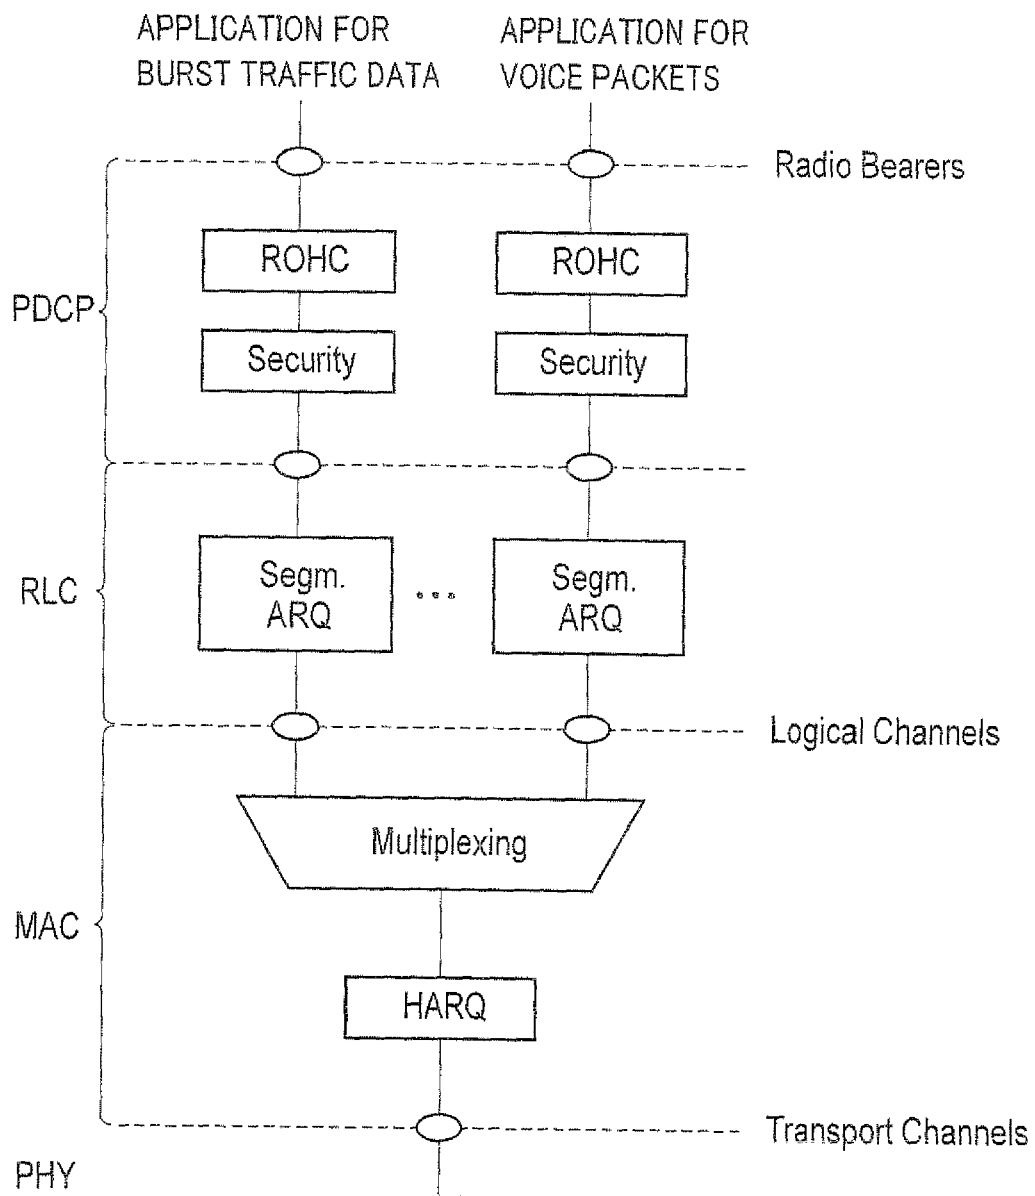 APPLICATION FOR
BURST TRAFFIC DATA
APPLICATION FOR
VOICE PACKETS
Radio Bearers
ROHC
ROHC
PDCP
Security
Security
RLC
Segm.
ARQ
...
Segm.
ARQ
Logical Channels
Multiplexing
MAC
HARQ
Transport Channels
PHY